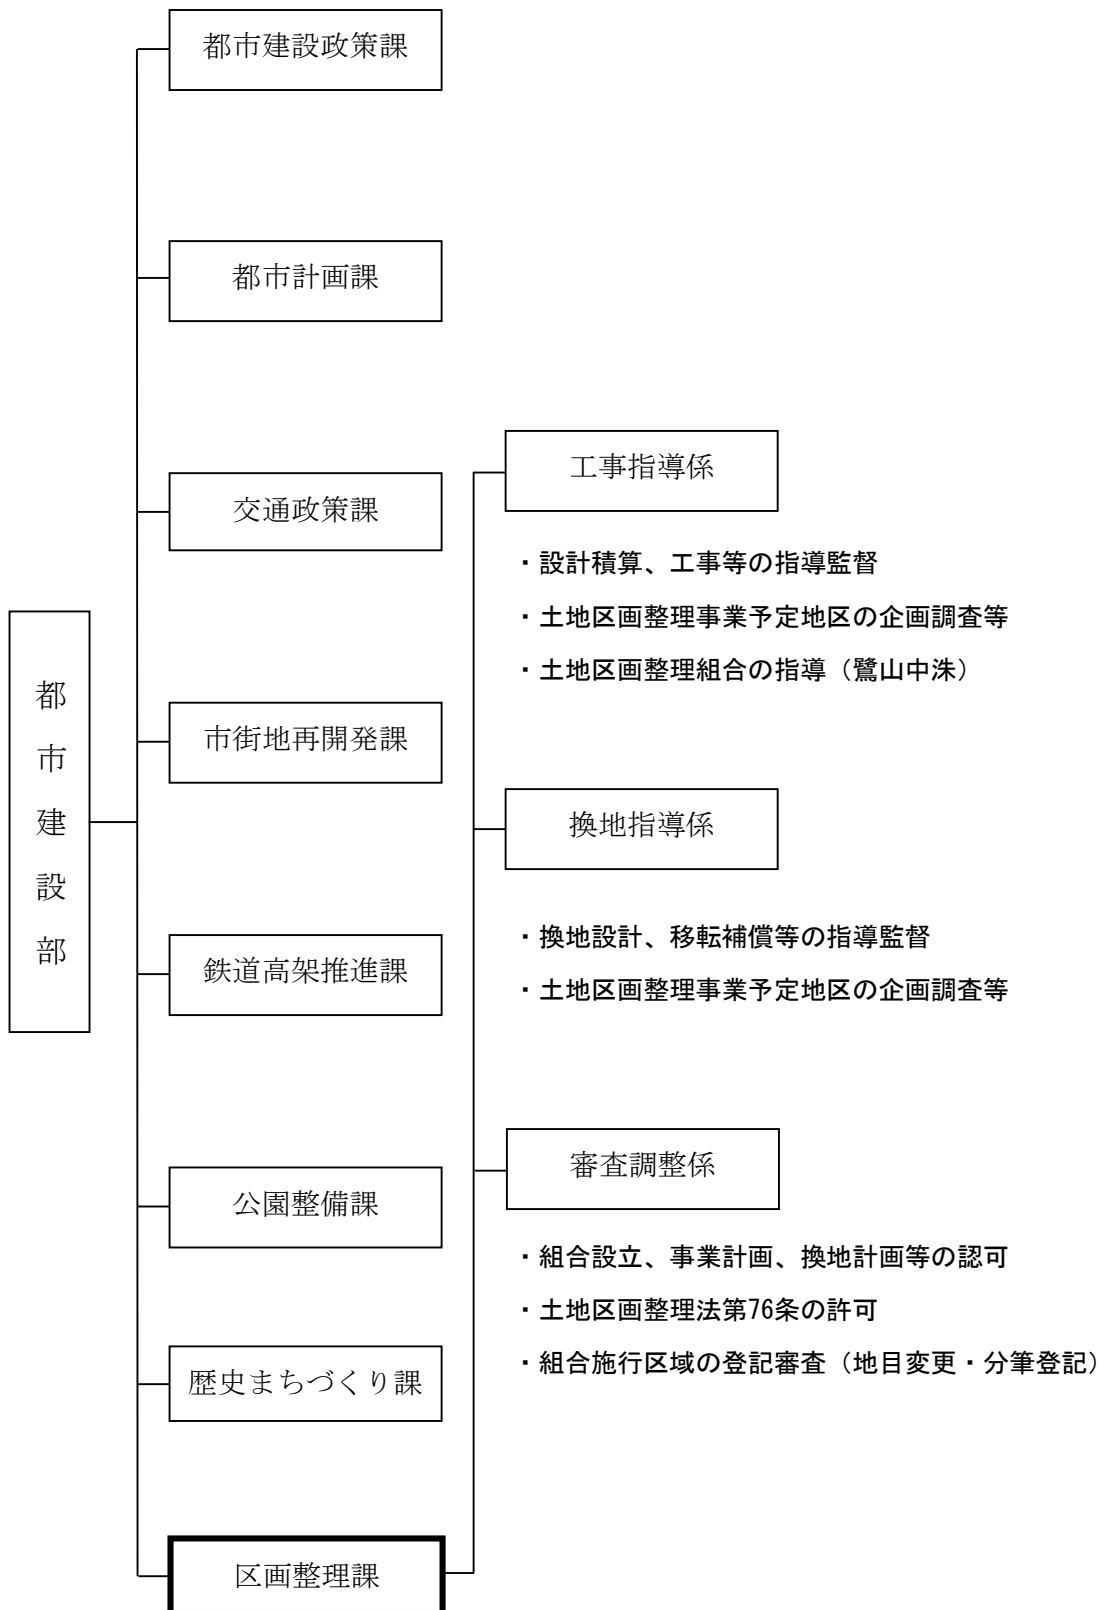 都市建設部
都市建設政策課
都市計画課
交通政策課
市街地再開発課
鉄道高架推進課
公園整備課
歴史まちづくり課
区画整理課
工事指導係
・設計積算、工事等の指導監督
・土地区画整理事業予定地区の企画調査等
・土地区画整理組合の指導（鷺山中洙）
換地指導係
・換地設計、移転補償等の指導監督
・土地区画整理事業予定地区の企画調査等
審査調整係
・組合設立、事業計画、換地計画等の認可
・土地区画整理法第76条の許可
・組合施行区域の登記審査（地目変更・分筆登記）